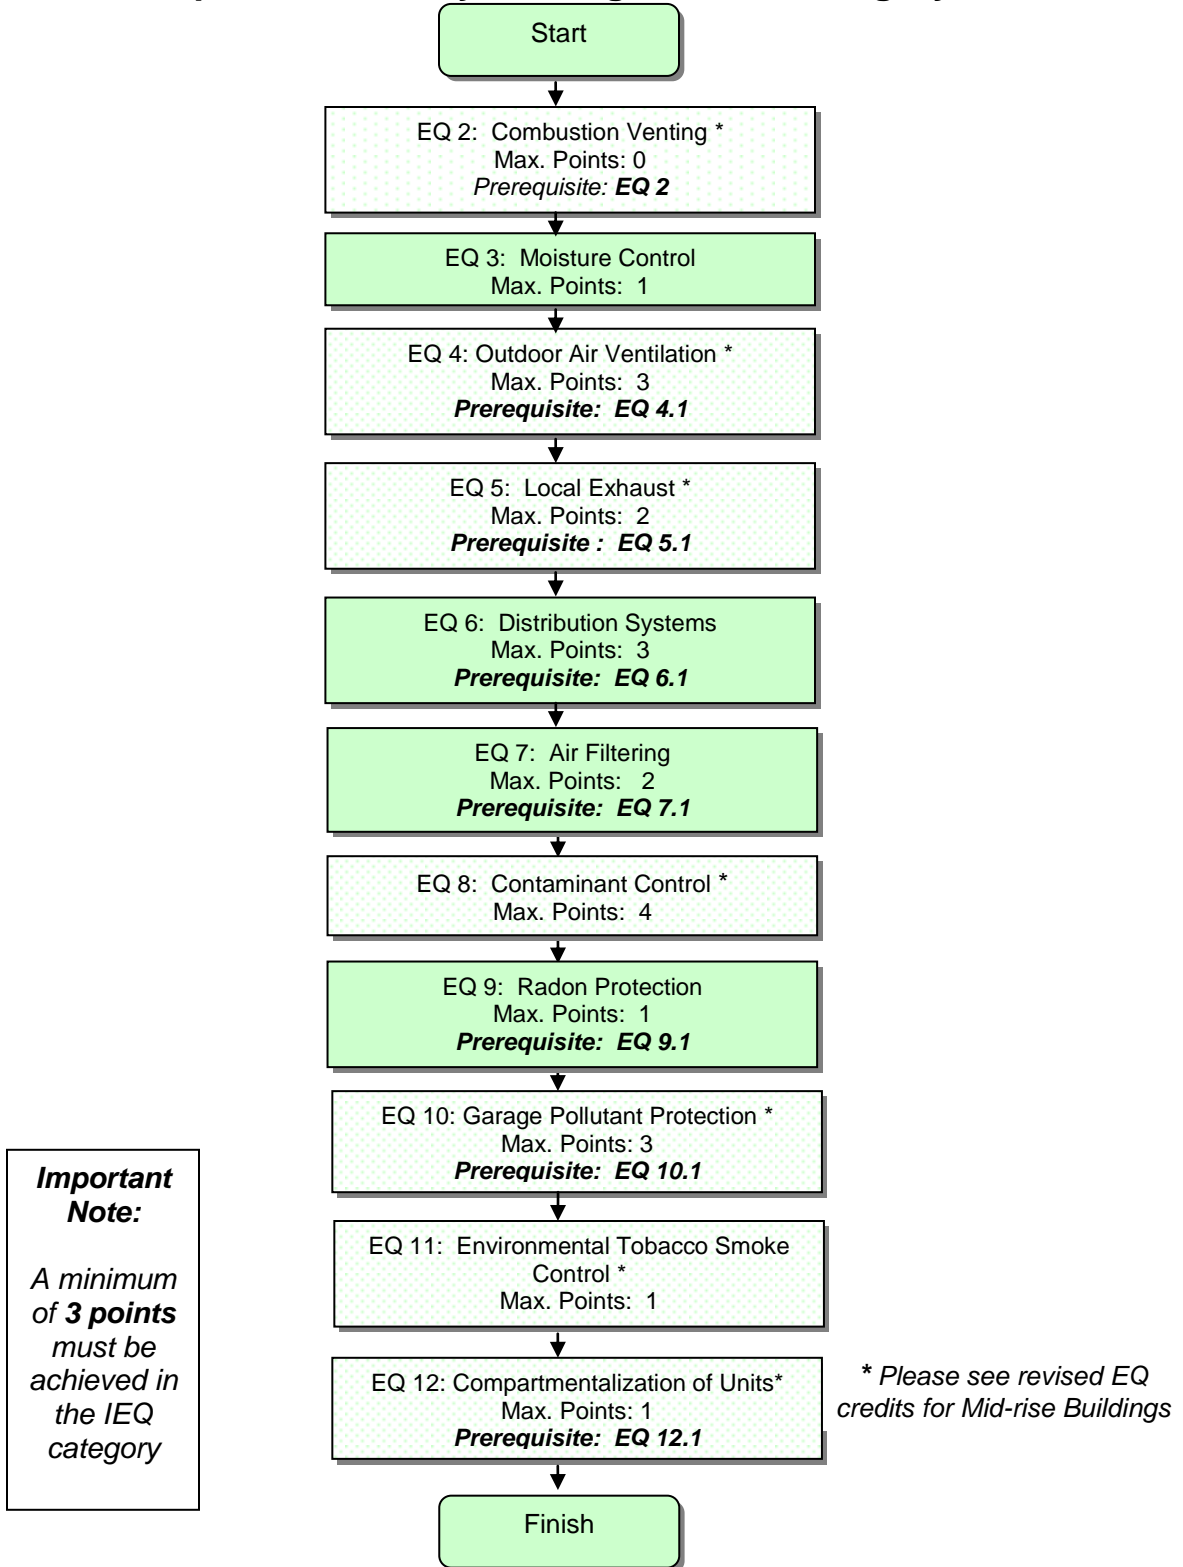 Start
EQ 2: Combustion Venting *
Max. Points: 0
Prerequisite: EQ 2
EQ 3: Moisture Control
Max. Points: 1
EQ 4: Outdoor Air Ventilation *
Max. Points: 3
Prerequisite: EQ 4.1
EQ 5: Local Exhaust *
Max. Points: 2
Prerequisite : EQ 5.1
EQ 6: Distribution Systems
Max. Points: 3
Prerequisite: EQ 6.1
EQ 7: Air Filtering
Max. Points: 2
Prerequisite: EQ 7.1
EQ 8: Contaminant Control *
Max. Points: 4
EQ 9: Radon Protection
Max. Points: 1
Prerequisite: EQ 9.1
EQ 10: Garage Pollutant Protection *
Max. Points: 3
Prerequisite: EQ 10.1
Important
Note:
A minimum
of 3 points
must be
achieved in
the IEQ
category
EQ 11: Environmental Tobacco Smoke
Control *
Max. Points: 1
EQ 12: Compartmentalization of Units*
Max. Points: 1
Prerequisite: EQ 12.1
* Please see revised EQ
credits for Mid-rise Buildings
Finish